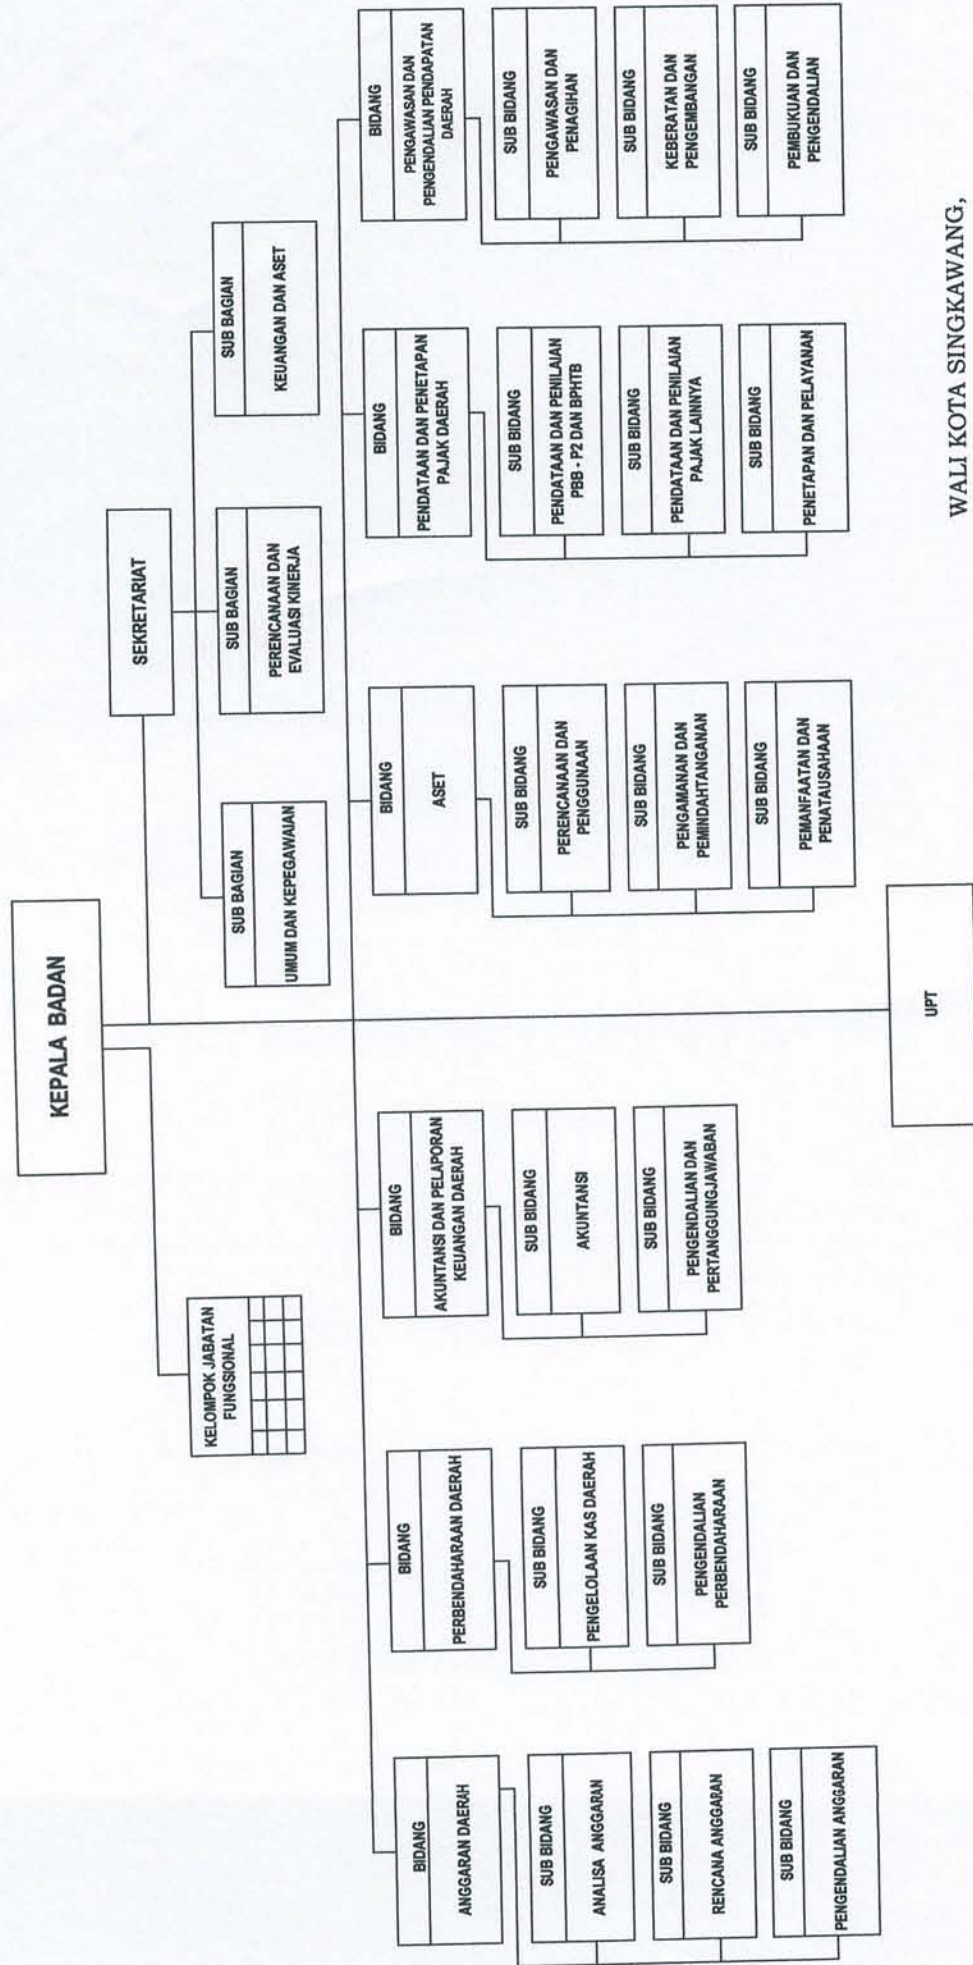 KEPALA BADAN
KELOMPOK JABATAN
FUNGSIONAL
SEKRETARIAT
SUB BAGIAN
UMUM DAN KEPEGAWAIAN
SUB BAGIAN
PERENCANAAN DAN
EVALUASI KINERJA
SUB BAGIAN
KEUANGAN DAN ASET
BIDANG
ANGGARAN DAERAH
SUB BIDANG
ANALISA ANGGARAN
SUB BIDANG
RENCANA ANGGARAN
SUB BIDANG
PENGENDALIAN ANGGARAN
BIDANG
PERBENDAHARAAN DAERAH
SUB BIDANG
PENGELOLAAN KAS DAERAH
SUB BIDANG
PENGENDALIAN
PERBENDAHARAAN
BIDANG
AKUNTANSI DAN PELAPORAN
KEUANGAN DAERAH
SUB BIDANG
AKUNTANSI
SUB BIDANG
PENGENDALIAN DAN
PERTANGGUNGJAWABAN
BIDANG
ASET
SUB BIDANG
PERENCANAAN DAN
PENGGUNAAN
SUB BIDANG
PENGAMANAN DAN
PEMINDAHTANGANAN
SUB BIDANG
PEMANFAATAN DAN
PENATAUSAHAAN
BIDANG
PENDATAAN DAN PENETAPAN
PAJAK DAERAH
SUB BIDANG
PENDATAAN DAN PENILAIAN
PBB - P2 DAN BPHTB
SUB BIDANG
PENDATAAN DAN PENILAIAN
PAJAK LAINNYA
SUB BIDANG
PENETAPAN DAN PELAYANAN
BIDANG
PENGAWASAN DAN
PENGENDALIAN PENDAPATAN
DAERAH
SUB BIDANG
PENGAWASAN DAN
PENAGIHAN
SUB BIDANG
KEBERATAN DAN
PENGEMBANGAN
SUB BIDANG
PEMBUKUAN DAN
PENGENDALIAN
UPT
WALI KOTA SINGKAWANG,